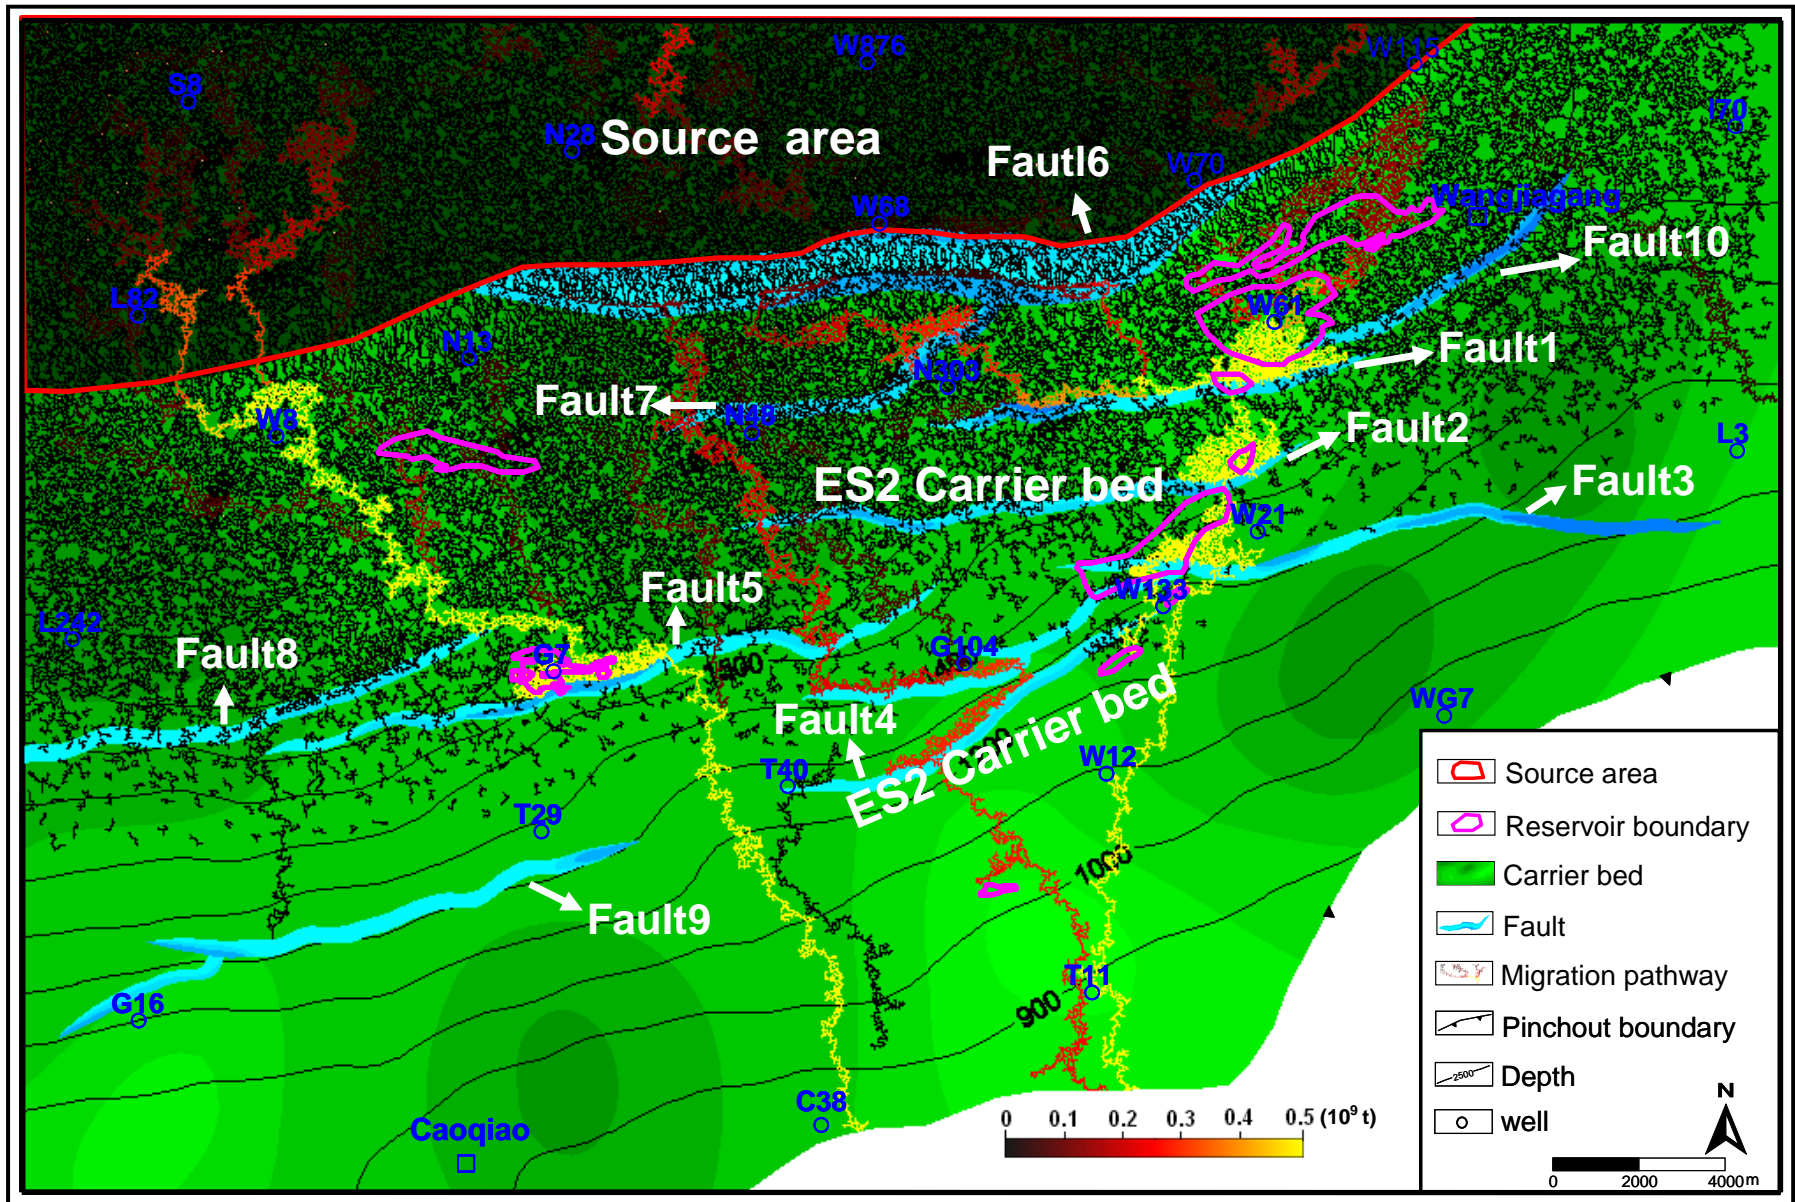 W876
W115
S8
I70
N28
Source area
Fautl6
W70
Wangjiagang
W68
Fault10
L82
W61
N13
Fault1
N303
Fault7
N48
W8
Fault2
L3
ES2 Carrier bed
Fault3
W21
Fault5
W133
L242
Fault8
G7
G104
1300
ES2 Carrier bed
WG7
Fault4
T40
W12
T29
1000
Fault9
T11
G16
900
C38
Caoqiao
0 0.1 0.2 0.3 0.4 0.5 (10⁹ t)
Source area
Reservoir boundary
Carrier bed
Fault
Migration pathway
Pinchout boundary
2500 Depth
well
N
0 2000 4000m